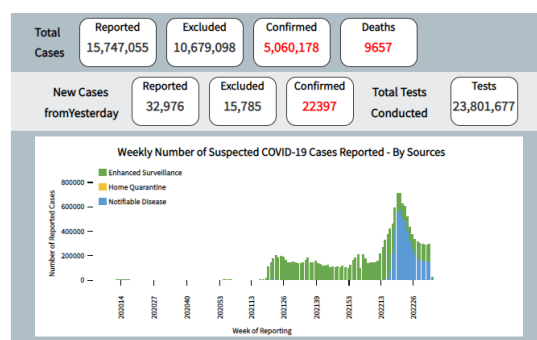 Total Cases
Reported
15,747,055
Excluded
10,679,098
Confirmed
5,060,178
Deaths
9657
New Cases
fromYesterday
Reported
32,976
Excluded
15,785
Confirmed
22397
Total Tests
Conducted
Tests
23,801,677
Weekly Number of Suspected COVID-19 Cases Reported - By Sources
Enhanced Surveillance
Home Quarantine
Notifiable Disease
Number of Reported Cases
800000
600000
400000
200000
0
202014
202027
202040
202053
202113
202126
202139
202153
202213
202226
Week of Reporting